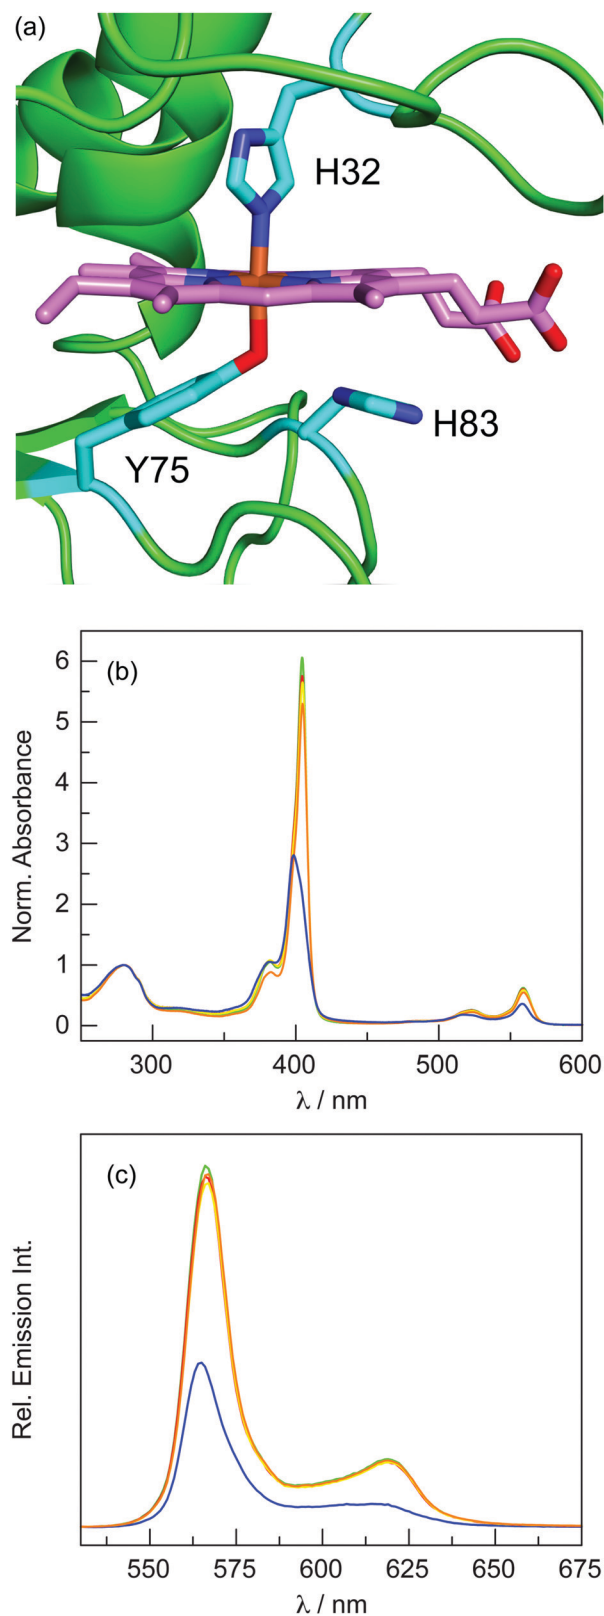 (a)
H32
H83
Y75
(b)
6
5
4
3
2
1
0
Norm. Absorbance
300 400 500 600
λ / nm
(c)
Rel. Emission Int.
550 575 600 625 650 675
λ / nm